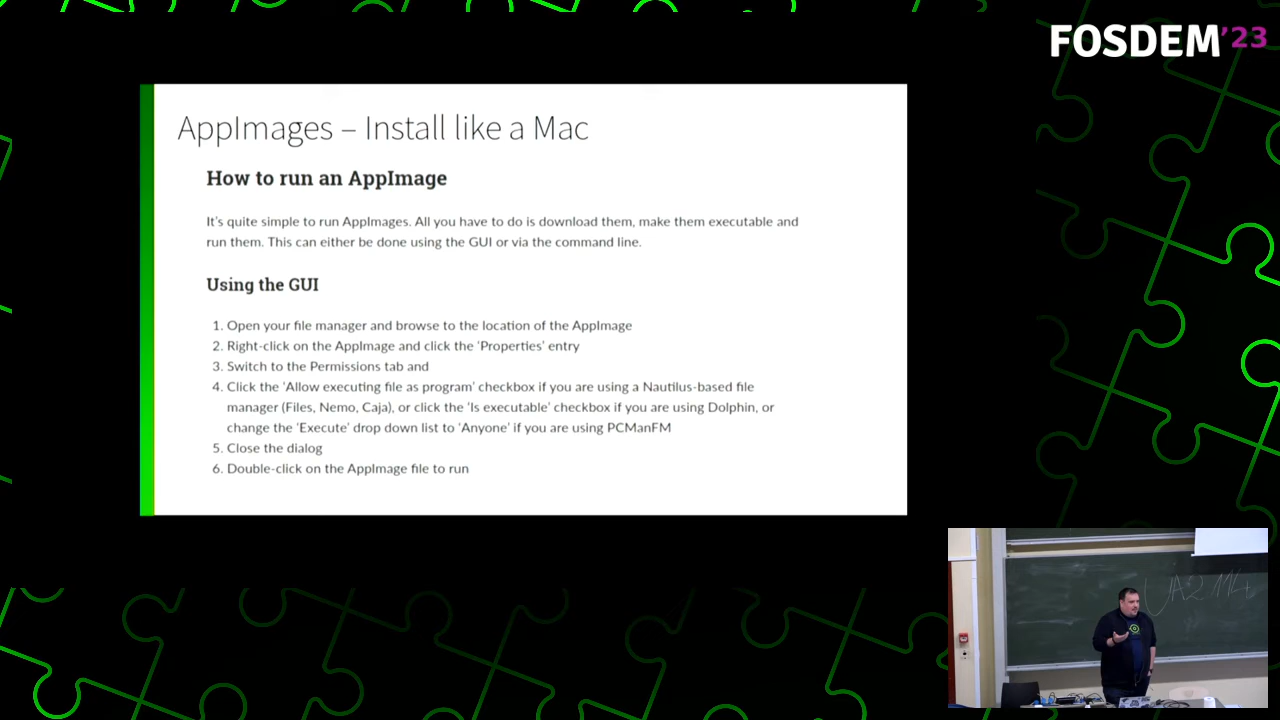 FOSDEM'23
AppImages – Install like a Mac
How to run an AppImage
It's quite simple to run AppImages. All you have to do is download them, make them executable and
run them. This can either be done using the GUI or via the command line.
Using the GUI
1. Open your file manager and browse to the location of the AppImage
2. Right-click on the AppImage and click the 'Properties' entry
3. Switch to the Permissions tab and
4. Click the 'Allow executing file as program' checkbox if you are using a Nautilus-based file
manager (Files, Nemo, Caja), or click the 'Is executable' checkbox if you are using Dolphin, or
change the 'Execute' drop down list to 'Anyone' if you are using PCManFM
5. Close the dialog
6. Double-click on the AppImage file to run